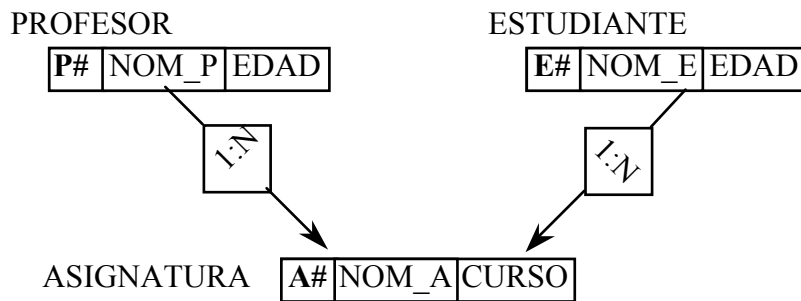 PROFESOR
P# NOM_P EDAD
ESTUDIANTE
E# NOM_E EDAD
1:N
1:N
ASIGNATURA A# NOM_A CURSO